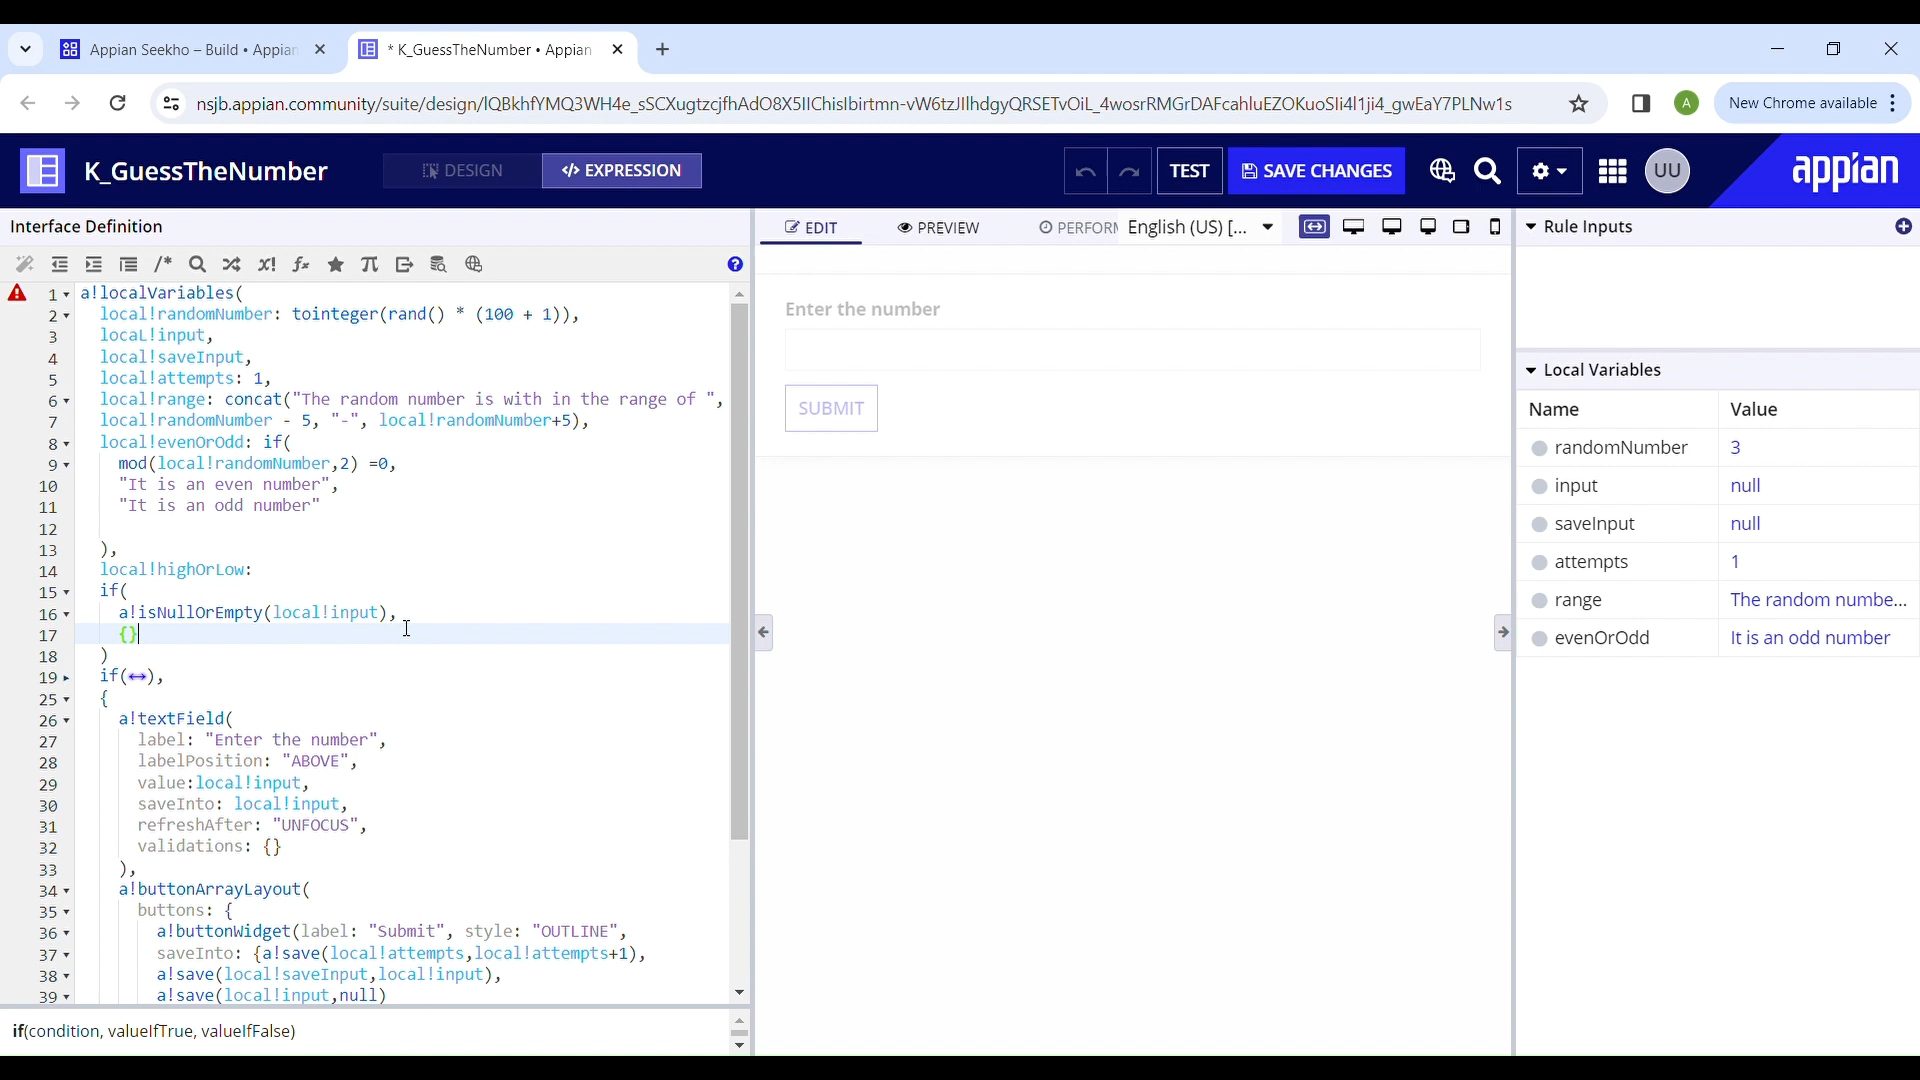 Appian Seekho – Build • Appian
* K_GuessTheNumber • Appian
nsjb.appian.community/suite/design/
A
New Chrome available
K_GuessTheNumber
DESIGN
</> EXPRESSION
TEST
SAVE CHANGES
UU
appian
Interface Definition
EDIT
PREVIEW
PERFORM
English (US) [...
Rule Inputs
1 a!localVariables(
2 local!randomNumber: tointeger(rand() * (100 + 1)),
3 locaL!input,
4 local!saveInput,
5 local!attempts: 1,
6 local!range: concat("The random number is with in the range of ",
7 local!randomNumber - 5, "-", local!randomNumber+5),
8 local!evenOrOdd: if(
9 mod(local!randomNumber,2) =0,
10 "It is an even number",
11 "It is an odd number"
12
13 ),
14 local!highOrLow:
15 if(
16 a!isNullOrEmpty(local!input),
17 {}
18 )
19 if(↔),
25 {
26 a!textField(
27 label: "Enter the number",
28 labelPosition: "ABOVE",
29 value:local!input,
30 saveInto: local!input,
31 refreshAfter: "UNFOCUS",
32 validations: {}
33 ),
34 a!buttonArrayLayout(
35 buttons: {
36 a!buttonWidget(label: "Submit", style: "OUTLINE",
37 saveInto: {a!save(local!attempts,local!attempts+1),
38 a!save(local!saveInput,local!input),
39 a!save(local!input,null)
if(condition, valueIfTrue, valueIfFalse)
Enter the number
SUBMIT
Local Variables
Name Value
randomNumber 3
input null
saveInput null
attempts 1
range The random numbe...
evenOrOdd It is an odd number